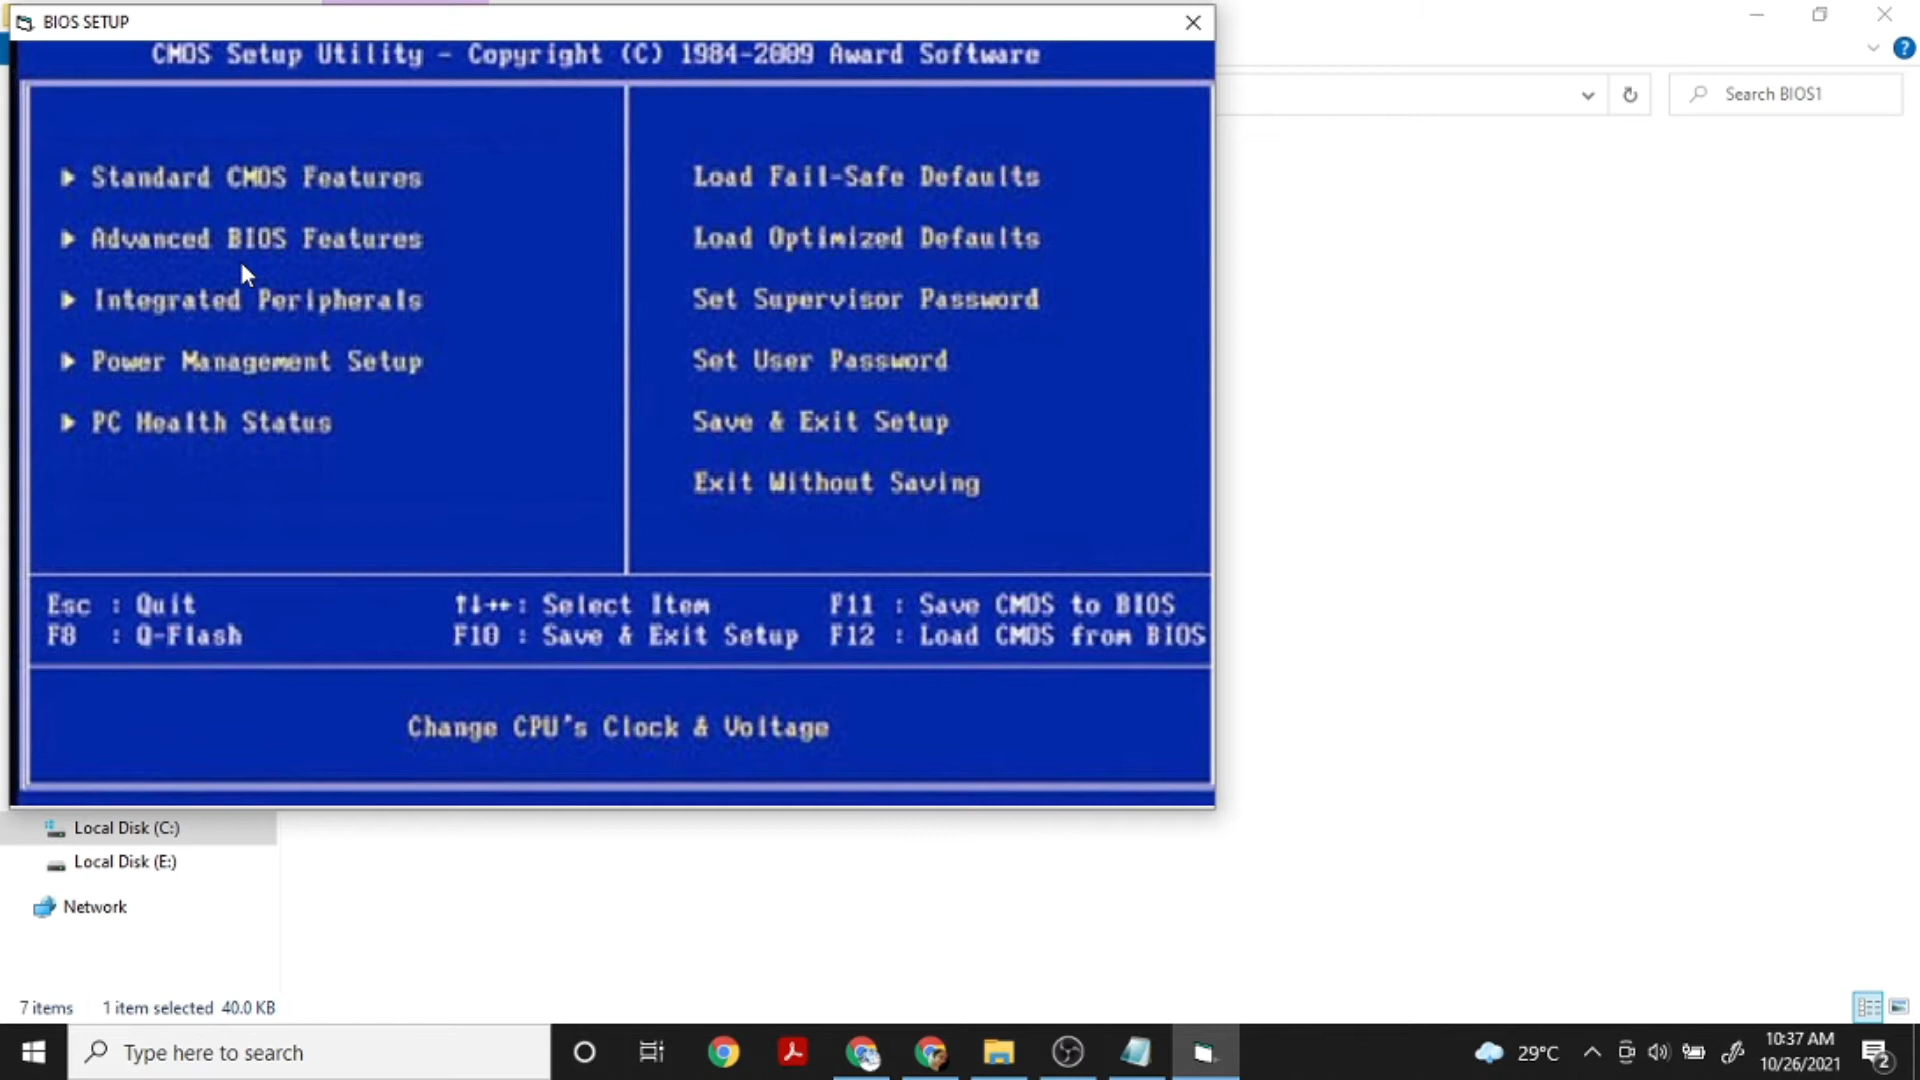 BIOS SETUP
CMOS Setup Utility - Copyright (C) 1984-2009 Award Software
Search BIOS1
Standard CMOS Features
Advanced BIOS Features
Integrated Peripherals
Power Management Setup
PC Health Status
Load Fail-Safe Defaults
Load Optimized Defaults
Set Supervisor Password
Set User Password
Save & Exit Setup
Exit Without Saving
Esc : Quit
↑↓→←: Select Item
F11 : Save CMOS to BIOS
F8 : Q-Flash
F10 : Save & Exit Setup
F12 : Load CMOS from BIOS
Change CPU's Clock & Voltage
Local Disk (C:)
Local Disk (E:)
Network
7 items 1 item selected 40.0 KB
Type here to search
29°C
10:37 AM
10/26/2021
2